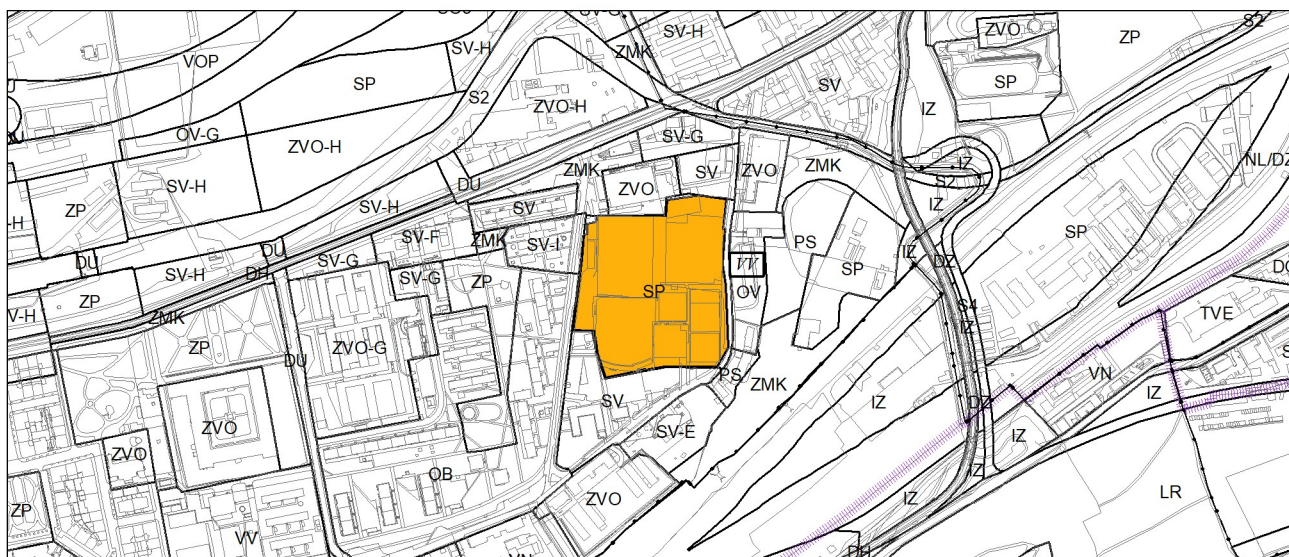 SV-G
SV-H
ZVO
ZP
S2
SV-H
ZMK
VOP
SP
SV
IZ
SP
S2
ZVO-H
OV-G
ZVO-H
SV-G
ZMK
IZ
S2
NL/DZ
SV-H
ZP
DU
ZMK
ZVO
SV
ZVO
IZ
-H
SV-H
SV
SV-F
ZMK
SV-I
PS
SP
SP
DU
SV-H
DU
DH
SV-G
SV-G
ZP
IZ
DZ
TVE
ZP
V-H
ZMK
SP
OV
S4
IZ
ZP
DU
ZVO-G
VN
IZ
SV
PS
ZMK
IZ
DZ
ZVO
SV-E
IZ
ZVO
OB
ZVO
IZ
IZ
LR
ZP
VV
VN
DH